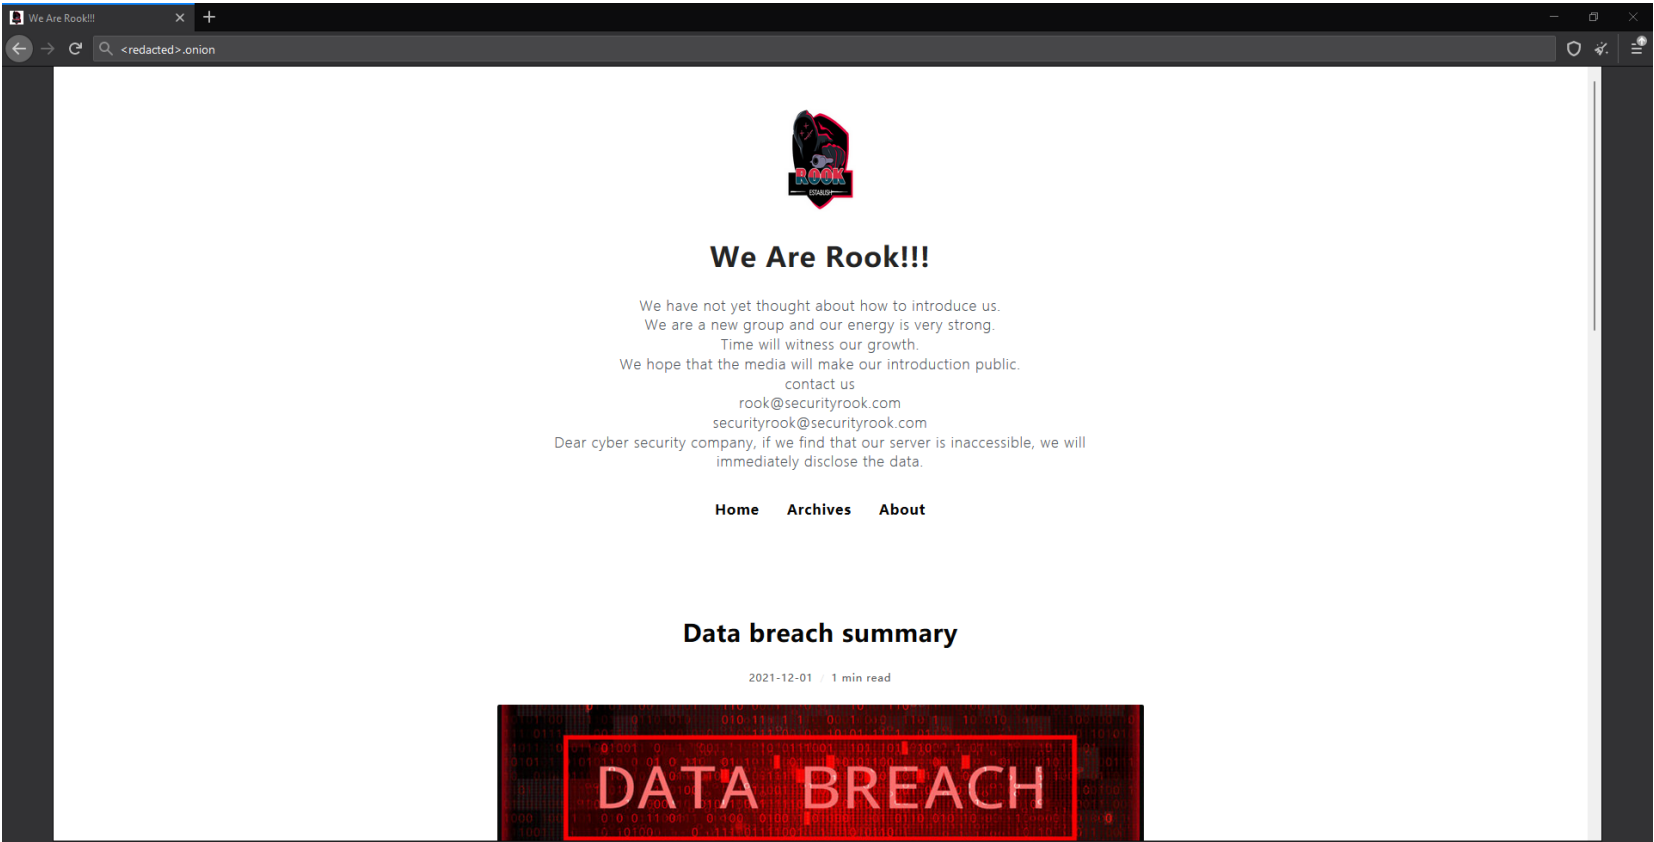 We Are Rook!!!
<redacted>.onion
ROOK
ESTABLISH
We Are Rook!!!
We have not yet thought about how to introduce us.
We are a new group and our energy is very strong.
Time will witness our growth.
We hope that the media will make our introduction public.
contact us
rook@securityrook.com
securityrook@securityrook.com
Dear cyber security company, if we find that our server is inaccessible, we will
immediately disclose the data.
Home Archives About
Data breach summary
2021-12-01 / 1 min read
DATA BREACH